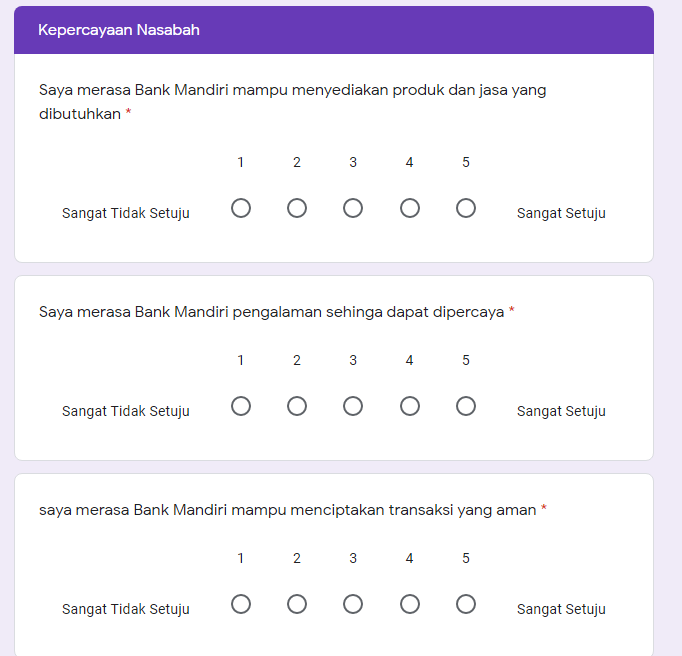 Kepercayaan Nasabah
Saya merasa Bank Mandiri mampu menyediakan produk dan jasa yang
dibutuhkan *
1 2 3 4 5
Sangat Tidak Setuju Sangat Setuju
Saya merasa Bank Mandiri pengalaman sehinga dapat dipercaya *
1 2 3 4 5
Sangat Tidak Setuju Sangat Setuju
saya merasa Bank Mandiri mampu menciptakan transaksi yang aman *
1 2 3 4 5
Sangat Tidak Setuju Sangat Setuju